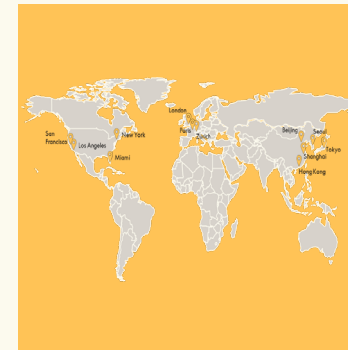 London
Paris
Zurich
San
Francisco
Los Angeles
New York
Miami
Beijing
Seoul
Tokyo
Shanghai
Hong Kong